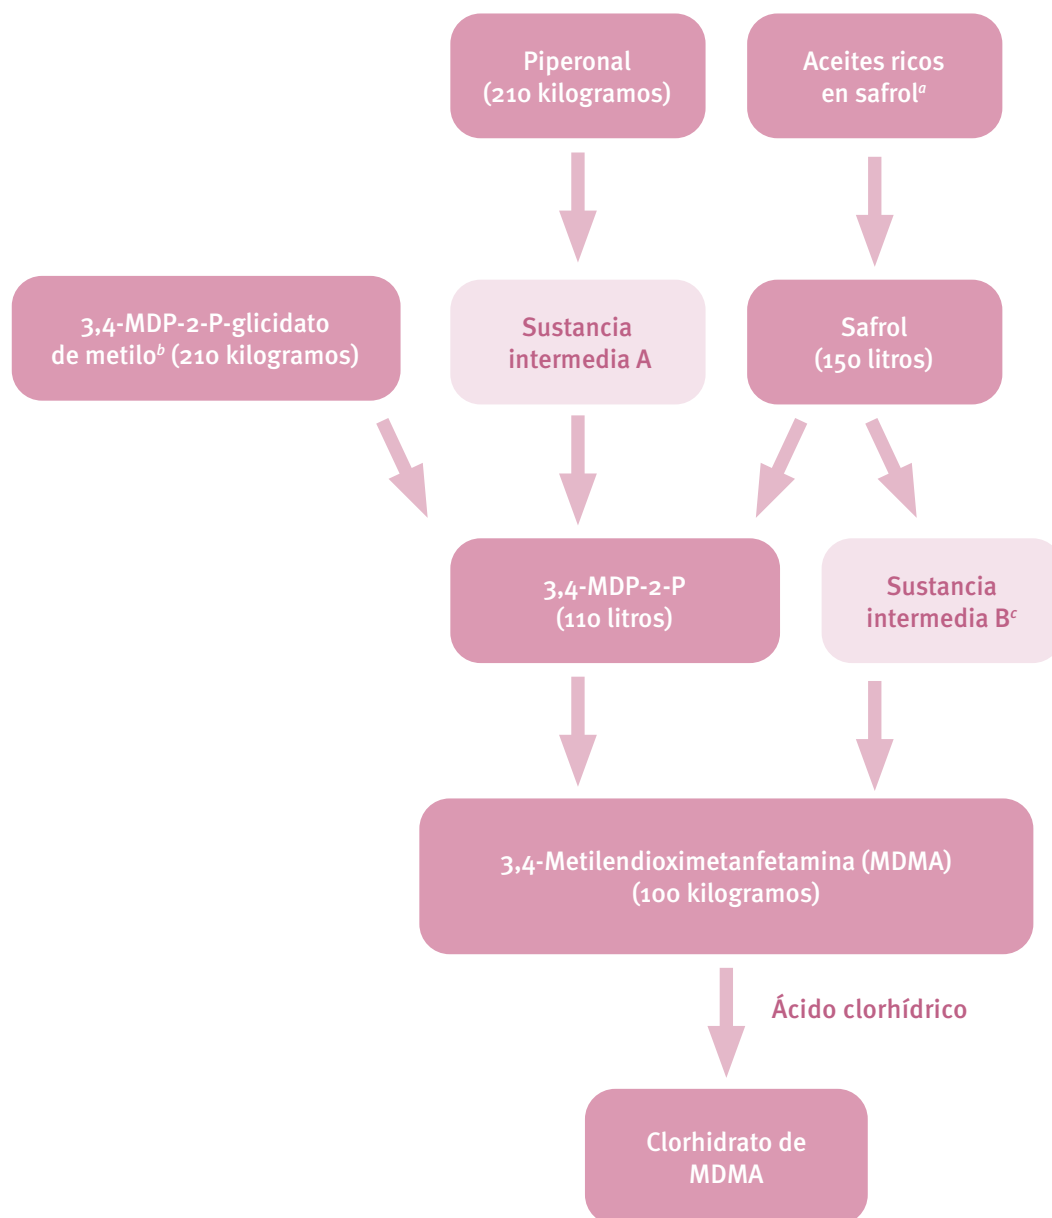 Piperonal
(210 kilogramos)
Aceites ricos
en safrolᵃ
3,4-MDP-2-P-glicidato
de metiloᵇ (210 kilogramos)
Sustancia
intermedia A
Safrol
(150 litros)
3,4-MDP-2-P
(110 litros)
Sustancia
intermedia Bᶜ
3,4-Metilendioximetanfetamina (MDMA)
(100 kilogramos)
Ácido clorhídrico
Clorhidrato de
MDMA